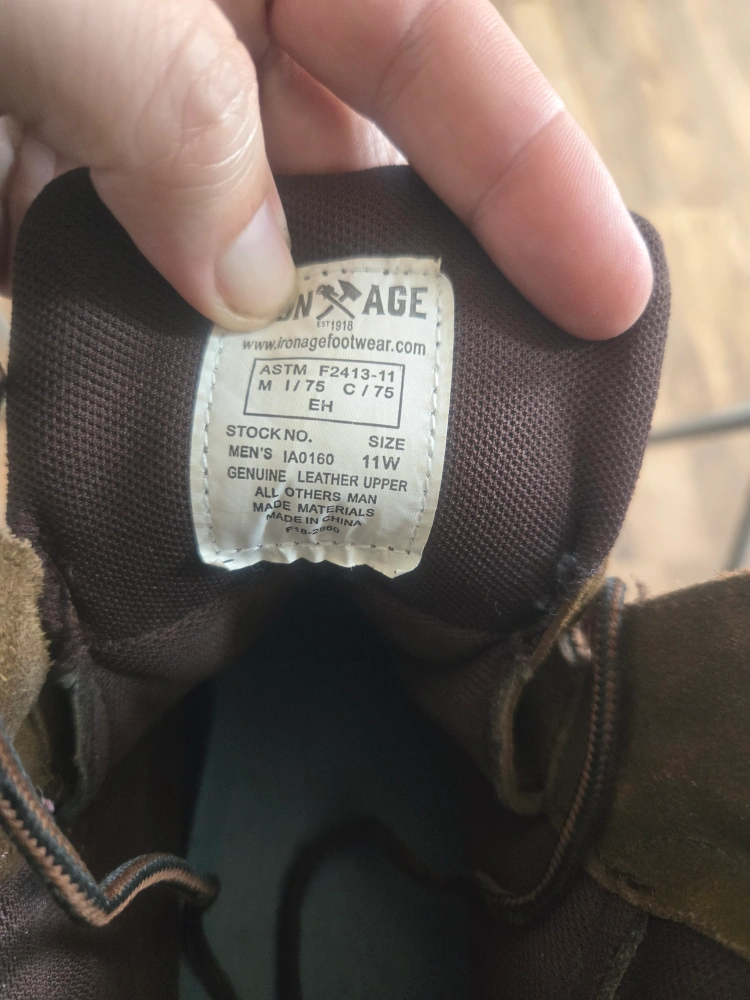 AGE
EST 1918
www.ironagefootwear.com
ASTM F2413-11
M I/75 C/75
EH
STOCK NO. SIZE
MEN'S IA0160 11W
GENUINE LEATHER UPPER
ALL OTHERS MAN
MADE MATERIALS
MADE IN CHINA